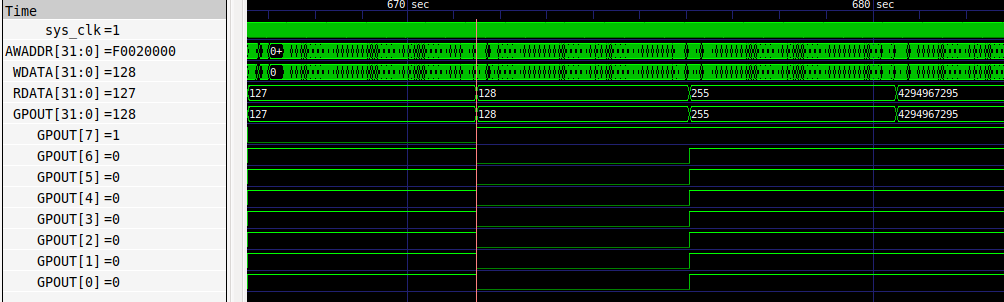 Time 670 sec 680 sec
sys_clk =1
AWADDR[31:0] =F0020000 0+
WDATA[31:0] =128 0
RDATA[31:0] =127 127 128 255 4294967295
GPOUT[31:0] =128 127 128 255 4294967295
GPOUT[7] =1
GPOUT[6] =0
GPOUT[5] =0
GPOUT[4] =0
GPOUT[3] =0
GPOUT[2] =0
GPOUT[1] =0
GPOUT[0] =0